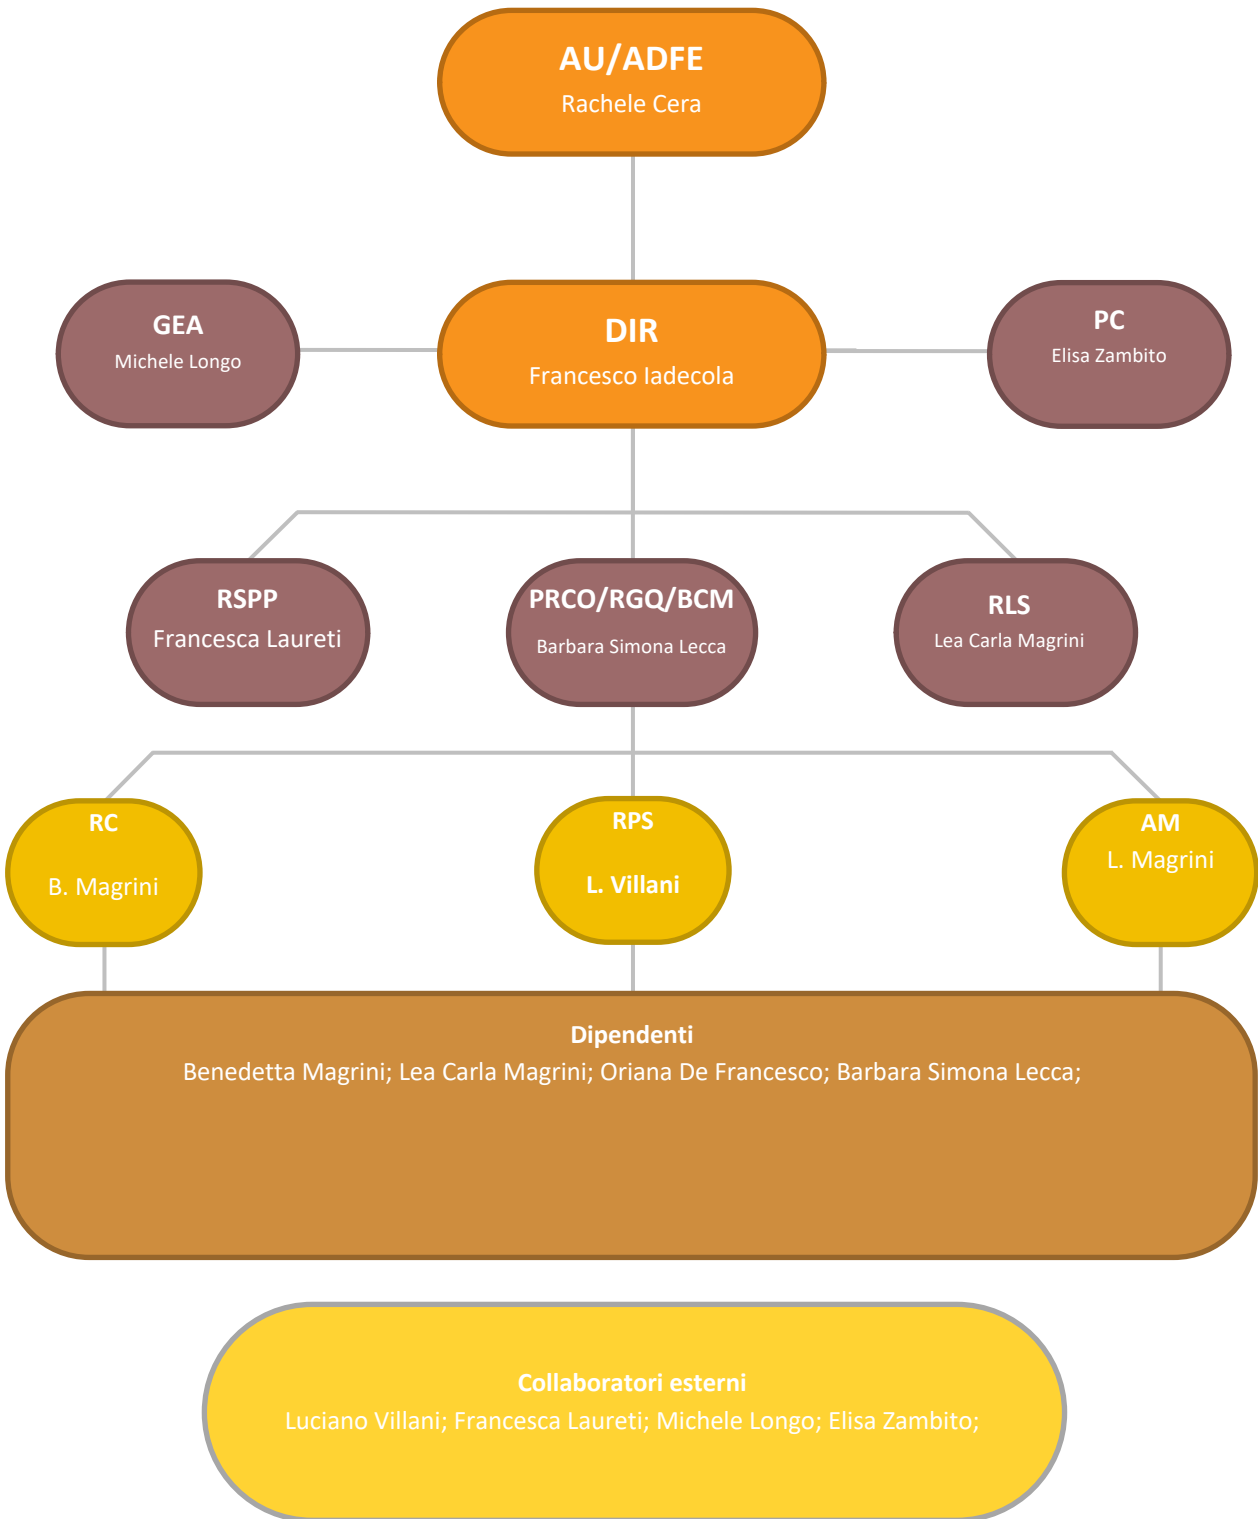 AU/ADFE
Rachele Cera
GEA
Michele Longo
DIR
Francesco Iadecola
PC
Elisa Zambito
RSPP
Francesca Laureti
PRCO/RGQ/BCM
Barbara Simona Lecca
RLS
Lea Carla Magrini
RC
B. Magrini
RPS
L. Villani
AM
L. Magrini
Dipendenti
Benedetta Magrini; Lea Carla Magrini; Oriana De Francesco; Barbara Simona Lecca;
Collaboratori esterni
Luciano Villani; Francesca Laureti; Michele Longo; Elisa Zambito;